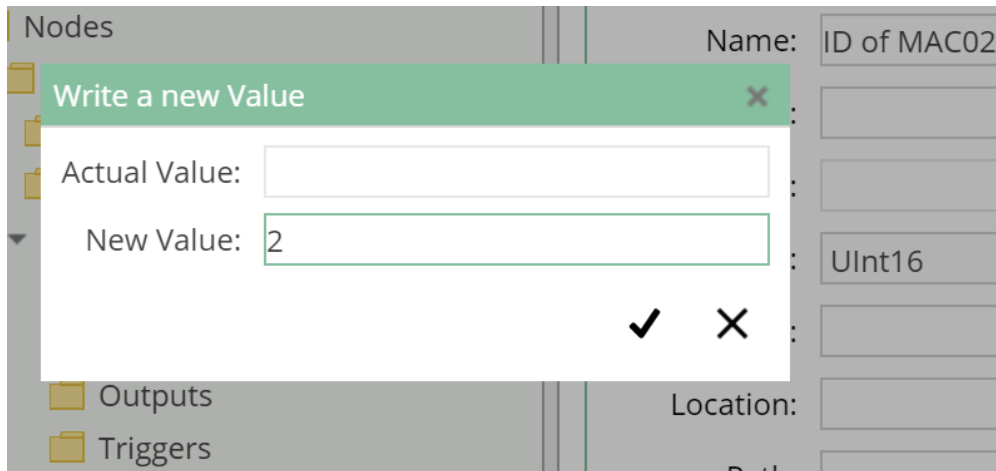 Nodes
Name: ID of MAC02
Write a new Value
:
Actual Value:
:
New Value: 2
: UInt16
:
Outputs
Location:
Triggers